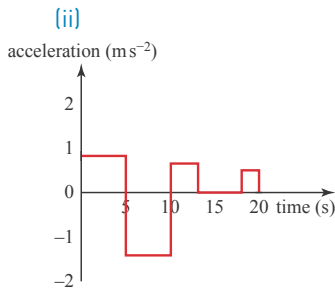 (ii)
acceleration (m s–2)
2
1
0
5 10 15 20 time (s)
–1
–2